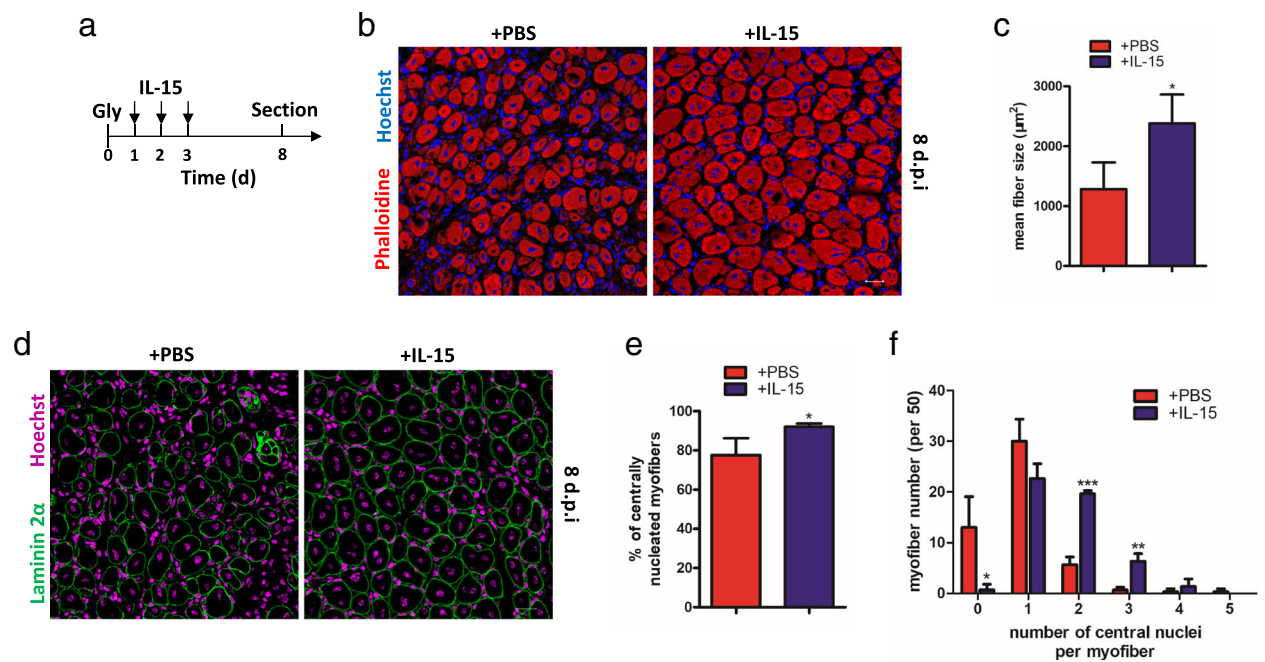 a
IL-15
Gly
Section
0 1 2 3 8
Time (d)
b
+PBS +IL-15
Phalloidine Hoechst
8 d.p.i
c
+PBS
+IL-15
*
mean fiber size (µm²)
3000
2000
1000
0
d
+PBS +IL-15
Laminin 2α Hoechst
8 d.p.i
e
+PBS
+IL-15
*
% of centrally
nucleated myofibers
100
80
60
40
20
0
f
+PBS
+IL-15
myofiber number (per 50)
40
30
20
10
0
* *** **
0 1 2 3 4 5
number of central nuclei
per myofiber